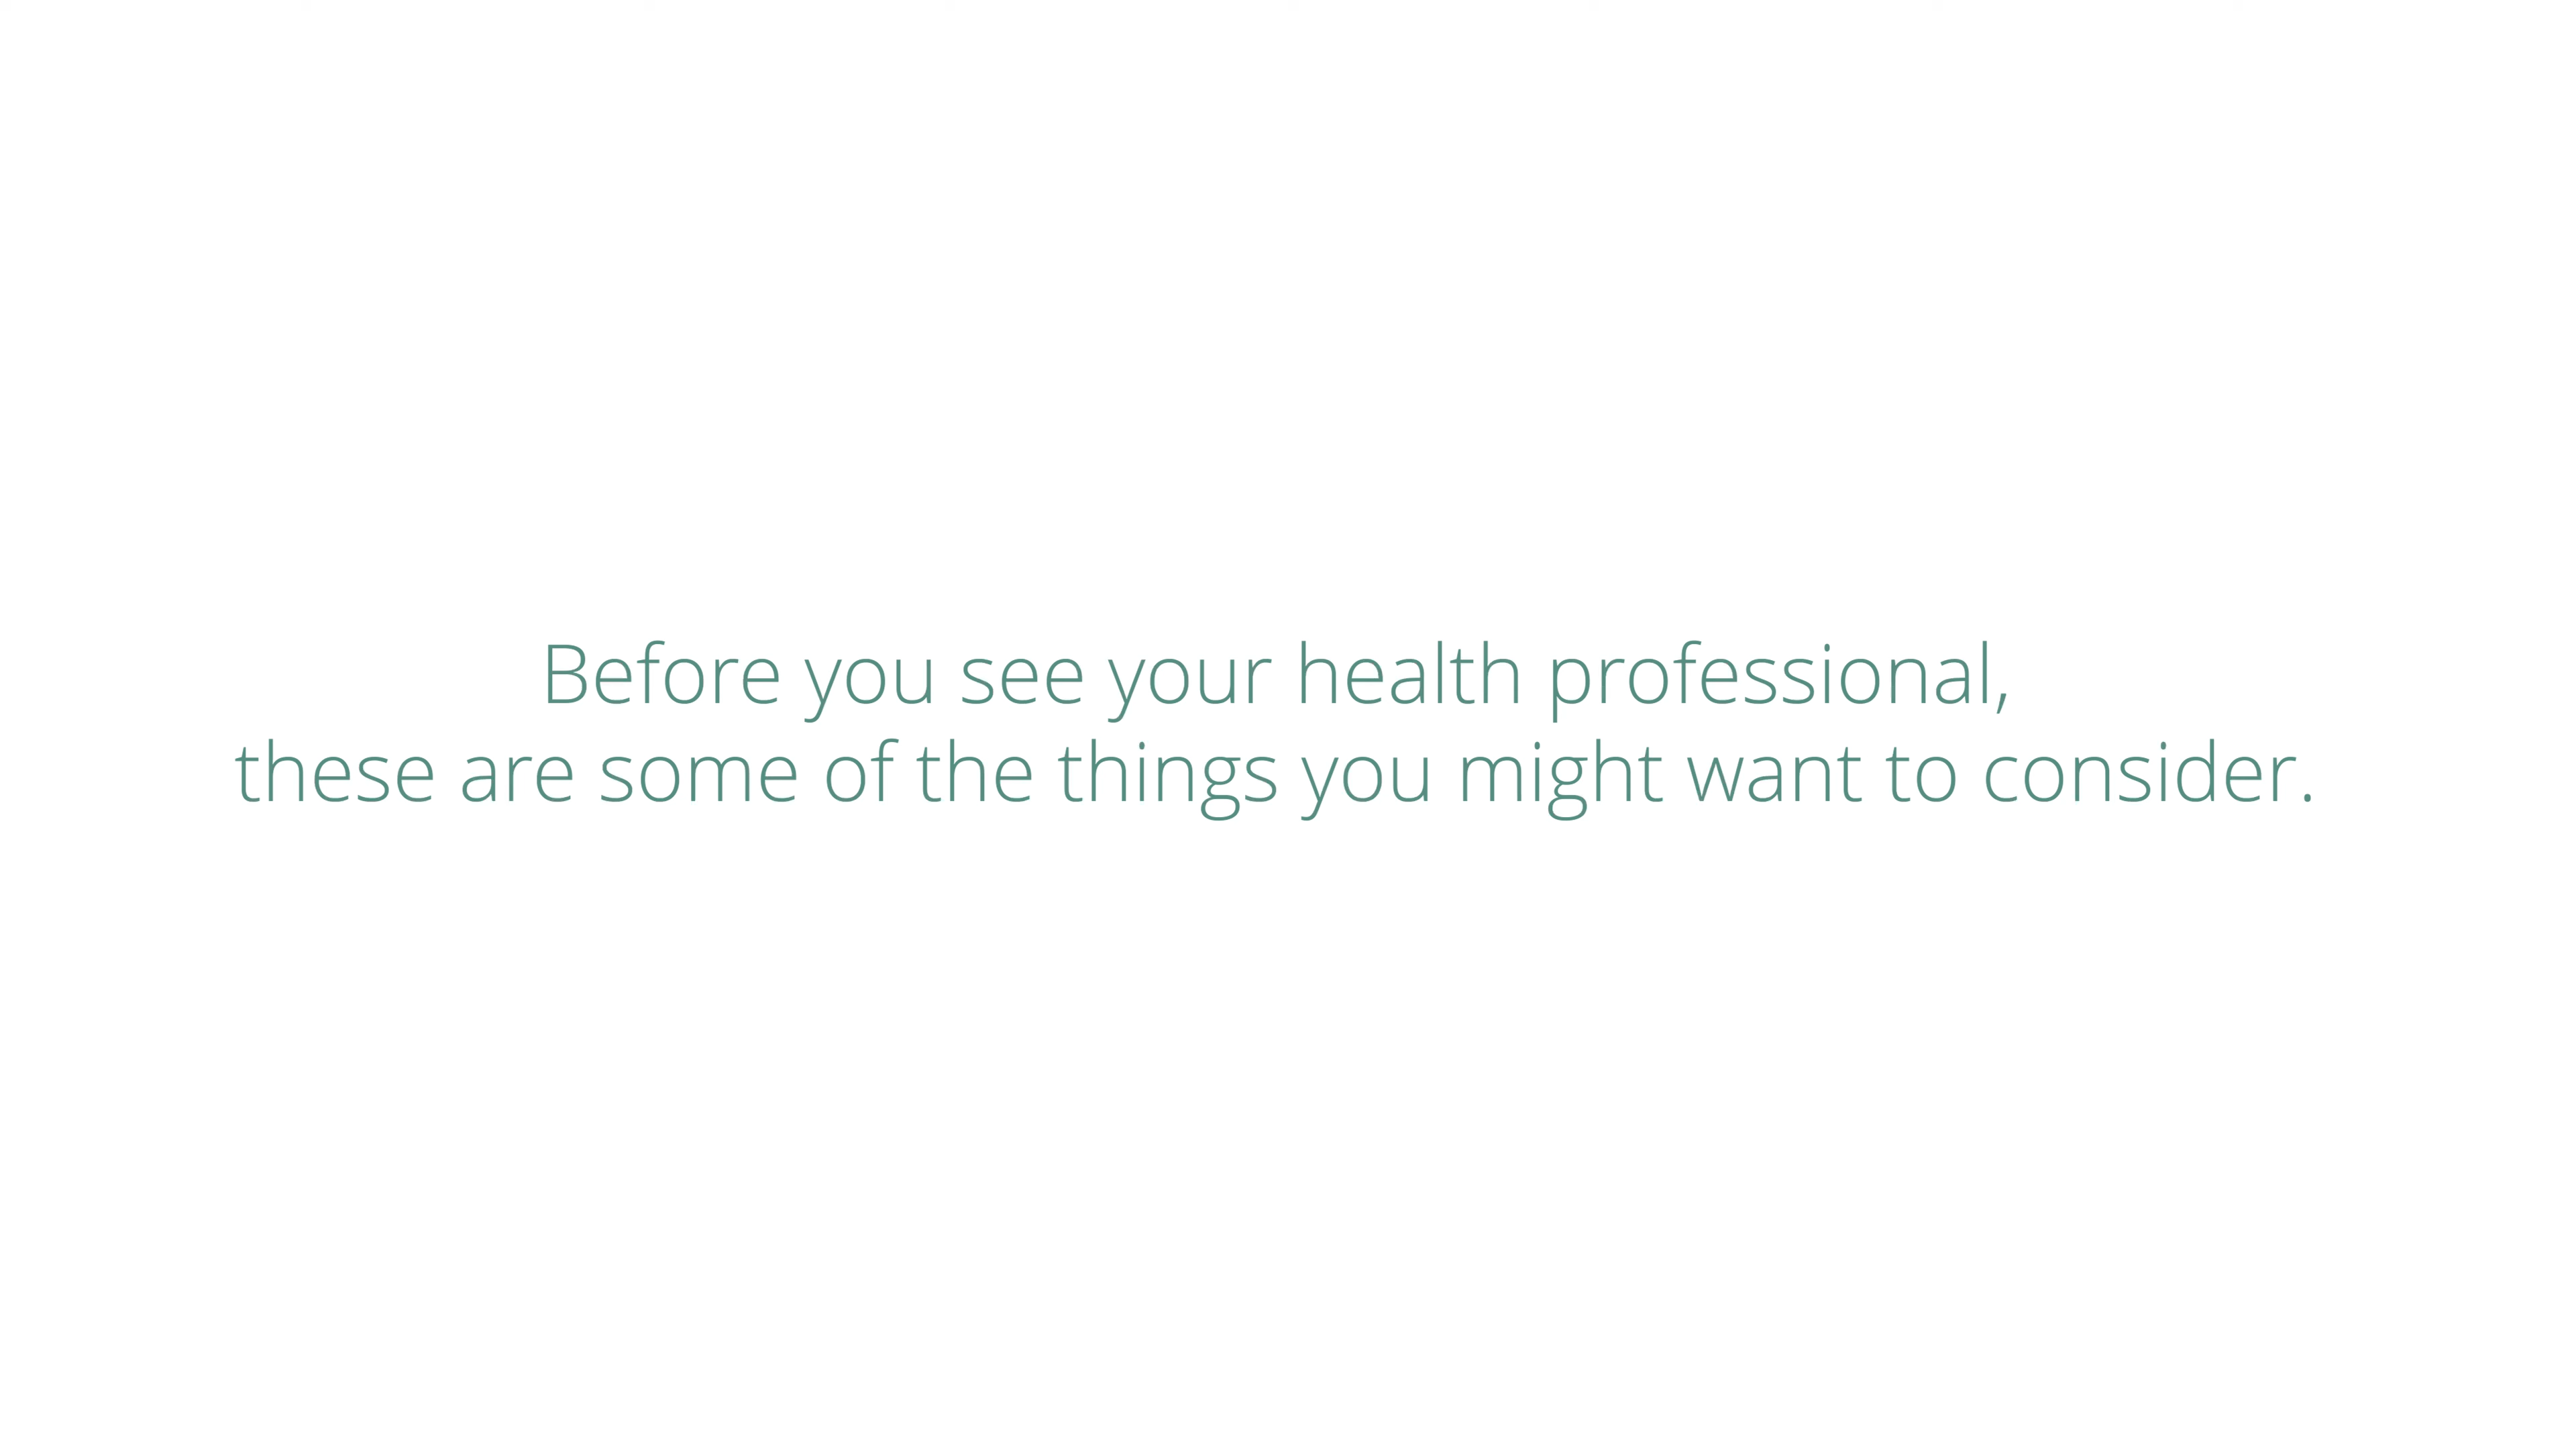 Before you see your health professional,
these are some of the things you might want to consider.